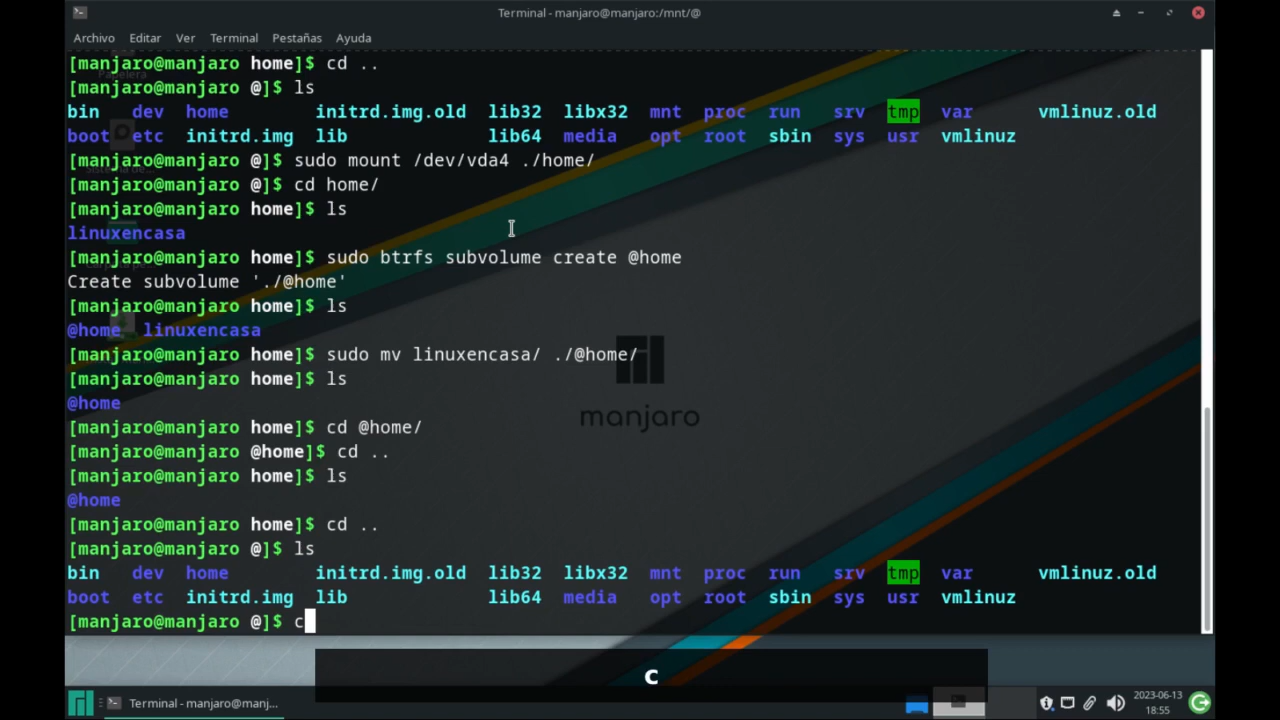 Terminal - manjaro@manjaro:/mnt/@
Archivo Editar Ver Terminal Pestañas Ayuda
[manjaro@manjaro home]$ cd ..
[manjaro@manjaro @]$ ls
bin dev home initrd.img.old lib32 libx32 mnt proc run srv tmp var vmlinuz.old
boot etc initrd.img lib lib64 media opt root sbin sys usr vmlinuz
[manjaro@manjaro @]$ sudo mount /dev/vda4 ./home/
[manjaro@manjaro @]$ cd home/
[manjaro@manjaro home]$ ls
linuxencasa
[manjaro@manjaro home]$ sudo btrfs subvolume create @home
Create subvolume './@home'
[manjaro@manjaro home]$ ls
@home linuxencasa
[manjaro@manjaro home]$ sudo mv linuxencasa/ ./@home/
[manjaro@manjaro home]$ ls
@home
[manjaro@manjaro home]$ cd @home/
[manjaro@manjaro @home]$ cd ..
[manjaro@manjaro home]$ ls
@home
[manjaro@manjaro home]$ cd ..
[manjaro@manjaro @]$ ls
bin dev home initrd.img.old lib32 libx32 mnt proc run srv tmp var vmlinuz.old
boot etc initrd.img lib lib64 media opt root sbin sys usr vmlinuz
[manjaro@manjaro @]$ c
manjaro
Papelera
c
Terminal - manjaro@manj...
2023-06-13
18:55